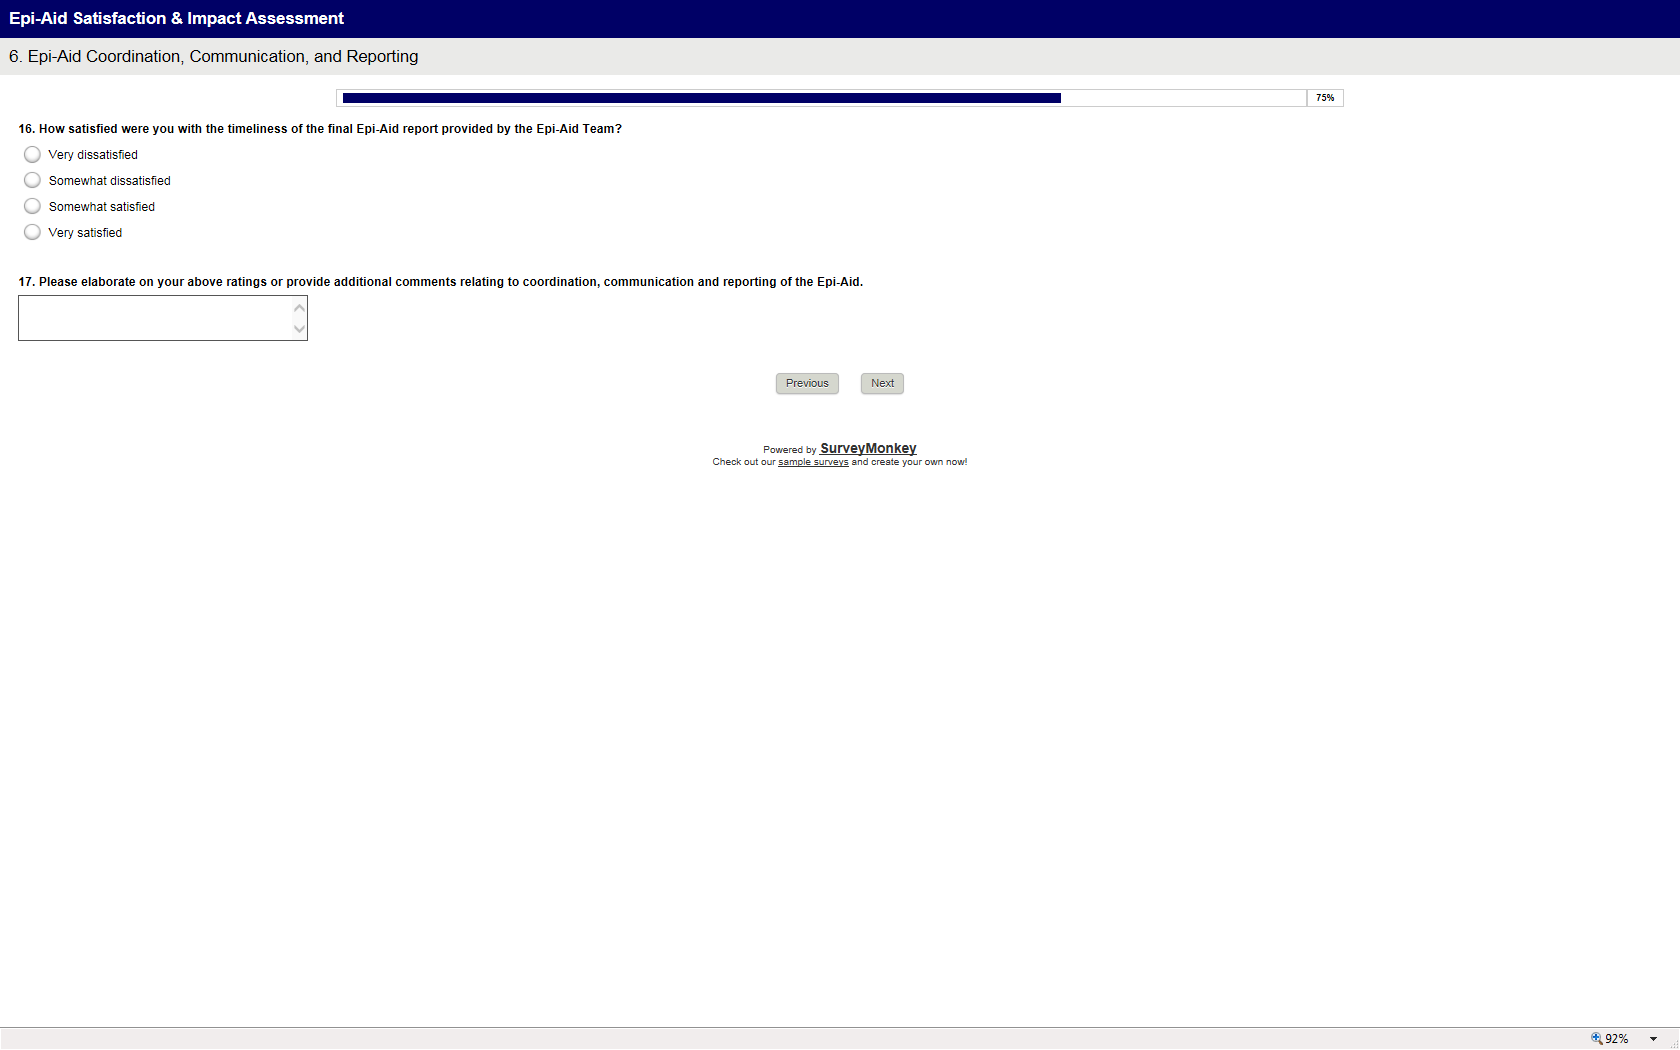 Epi-Aid Satisfaction & Impact Assessment
6. Epi-Aid Coordination, Communication, and Reporting
75%
16. How satisfied were you with the timeliness of the final Epi-Aid report provided by the Epi-Aid Team?
Very dissatisfied
Somewhat dissatisfied
Somewhat satisfied
Very satisfied
17. Please elaborate on your above ratings or provide additional comments relating to coordination, communication and reporting of the Epi-Aid.
Previous Next
Powered by SurveyMonkey
Check out our sample surveys and create your own now!
92%